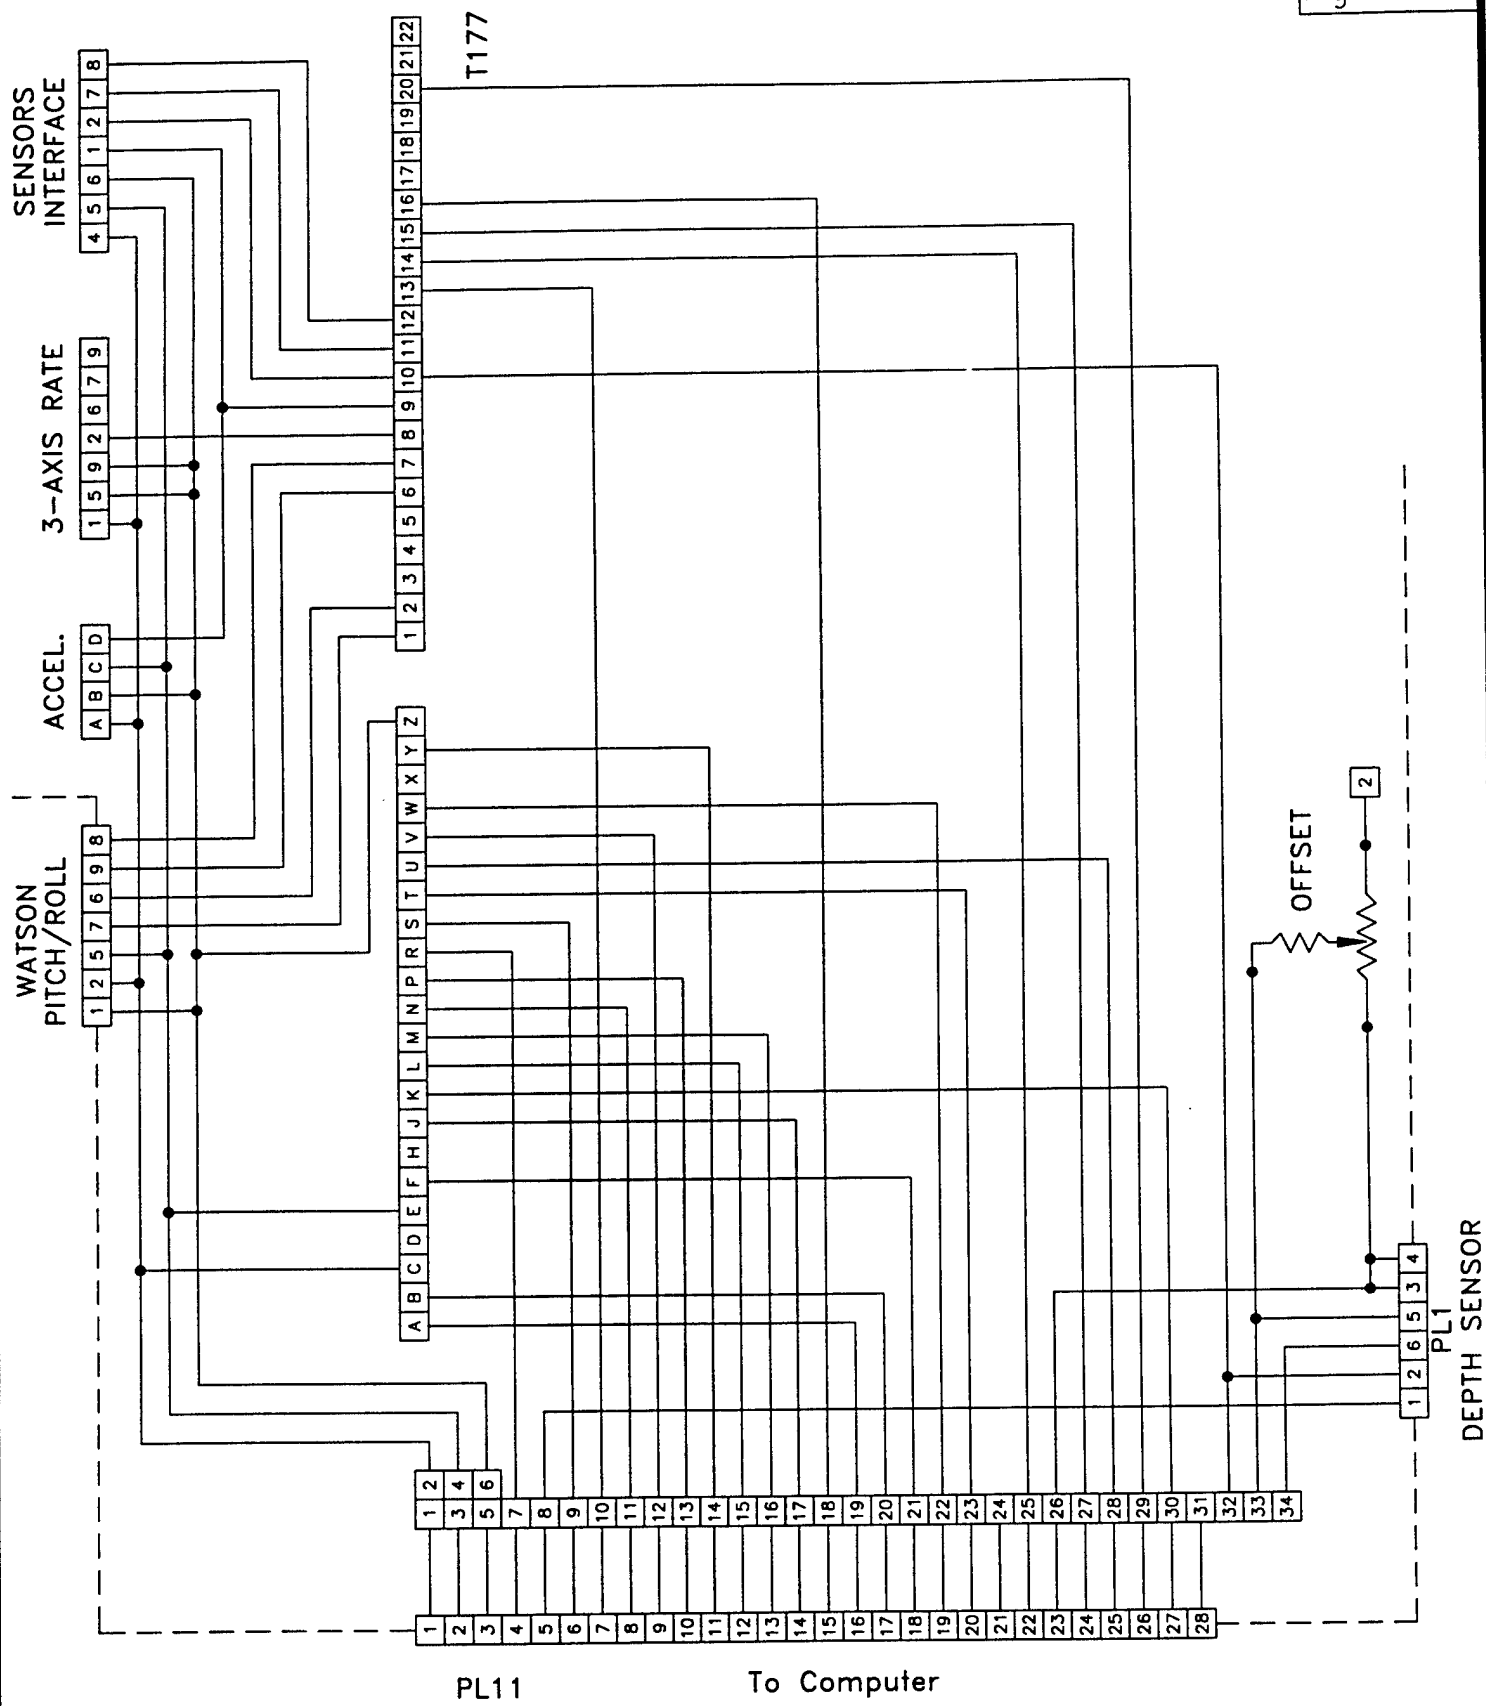 SENSORS
INTERFACE
4 5 6 1 2 7 8
3-AXIS RATE
1 5 9 2 6 7 9
ACCEL.
A B C D
WATSON
PITCH/ROLL
1 2 5 7 6 9 8
T177
1 2 3 4 5 6 7 8 9 10 11 12 13 14 15 16 17 18 19 20 21 22
A B C D E F H J K L M N P R S T U V W X Y Z
2 4 6
1 3 5 7 8 9 10 11 12 13 14 15 16 17 18 19 20 21 22 23 24 25 26 27 28 29 30 31 32 33 34
1 2 3 4 5 6 7 8 9 10 11 12 13 14 15 16 17 18 19 20 21 22 23 24 25 26 27 28
PL11
To Computer
OFFSET
2
1 2 6 5 3 4
PL1
DEPTH SENSOR